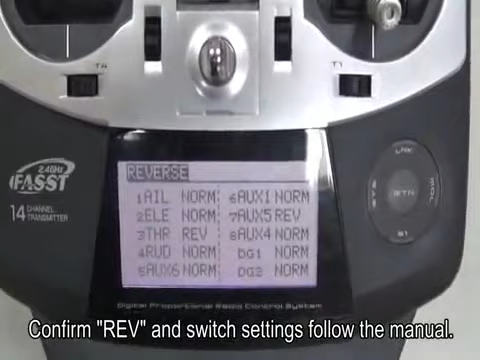 T4
T1
2.4GHz
FASST
14 CHANNEL
TRANSMITTER
REVERSE
1AIL NORM 6AUX1 NORM
2ELE NORM 7AUX5 REV
3THR REV 8AUX4 NORM
4RUD NORM DG1 NORM
5AUX6 NORM DG2 NORM
LNK
RTN
S1
Digital Proportional Radio Control System
Confirm "REV" and switch settings follow the manual.